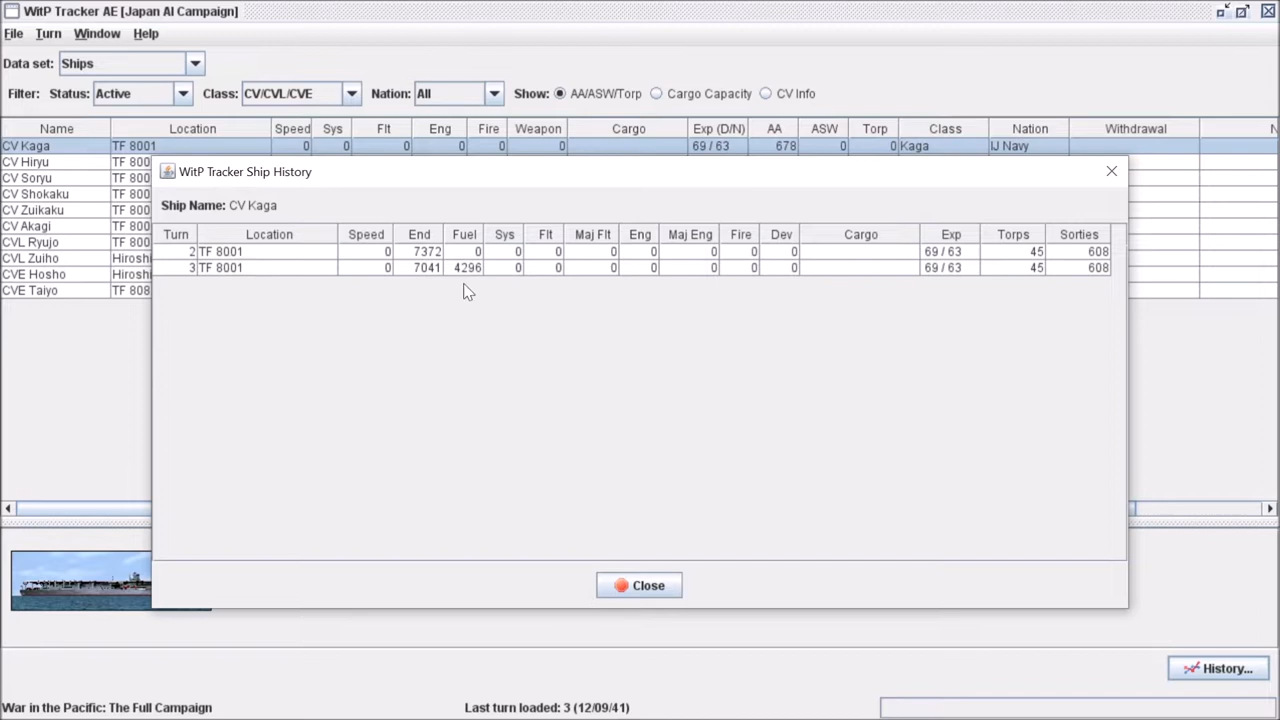 WitP Tracker AE [Japan AI Campaign]
File Turn Window Help
Data set: Ships
Filter: Status: Active Class: CV/CVL/CVE Nation: All Show: AA/ASW/Torp Cargo Capacity CV Info
Name Location Speed Sys Flt Eng Fire Weapon Cargo Exp (D/N) AA ASW Torp Class Nation Withdrawal N
CV Kaga TF 8001 0 0 0 0 0 0 69 / 63 678 0 0 Kaga IJ Navy
CV Hiryu TF 800
CV Soryu TF 800
CV Shokaku TF 800
CV Zuikaku TF 800
CV Akagi TF 800
CVL Ryujo TF 800
CVL Zuiho Hirosh
CVE Hosho Hirosh
CVE Taiyo TF 808
WitP Tracker Ship History
Ship Name: CV Kaga
Turn Location Speed End Fuel Sys Flt Maj Flt Eng Maj Eng Fire Dev Cargo Exp Torps Sorties
2 TF 8001 0 7372 0 0 0 0 0 0 0 0 69 / 63 45 608
3 TF 8001 0 7041 4296 0 0 0 0 0 0 0 69 / 63 45 608
Close
History...
War in the Pacific: The Full Campaign Last turn loaded: 3 (12/09/41)